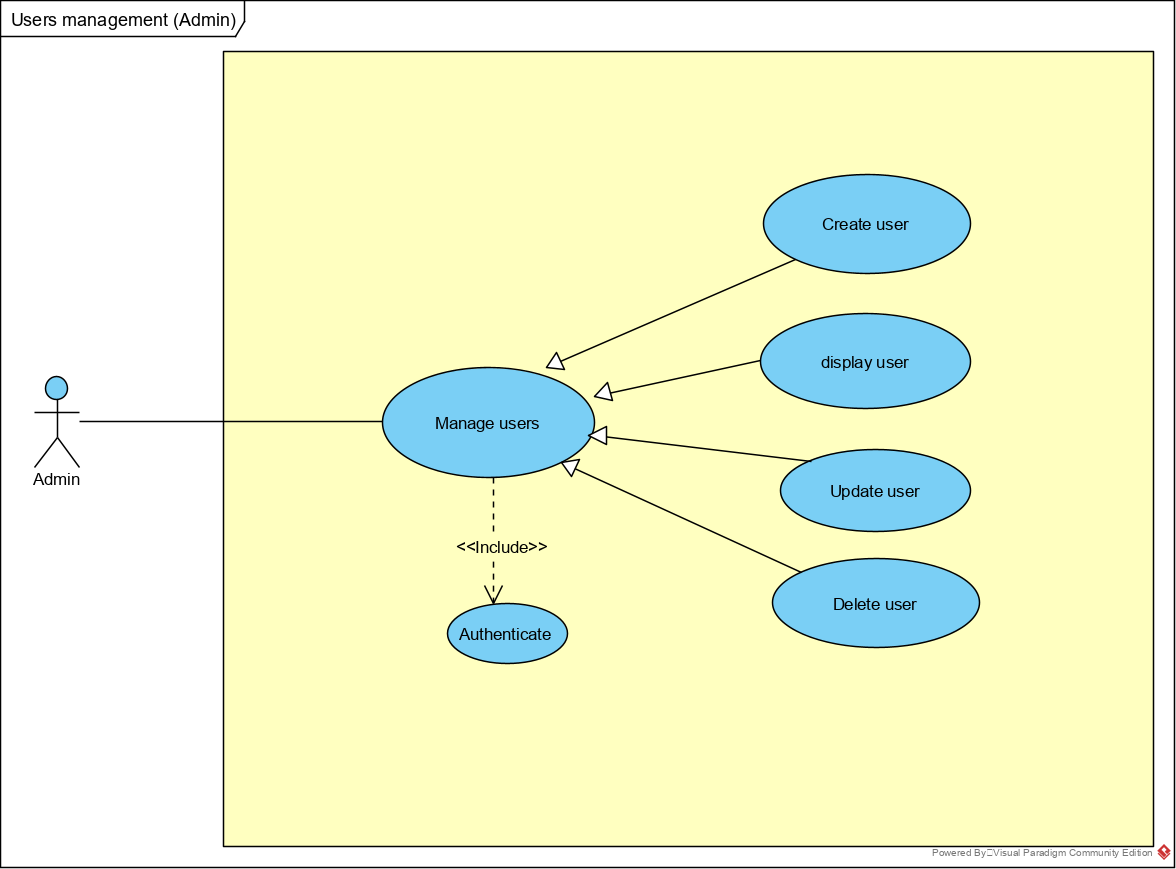 Users management (Admin)
Create user
display user
Manage users
Admin
Update user
<<Include>>
Delete user
Authenticate
Powered By Visual Paradigm Community Edition